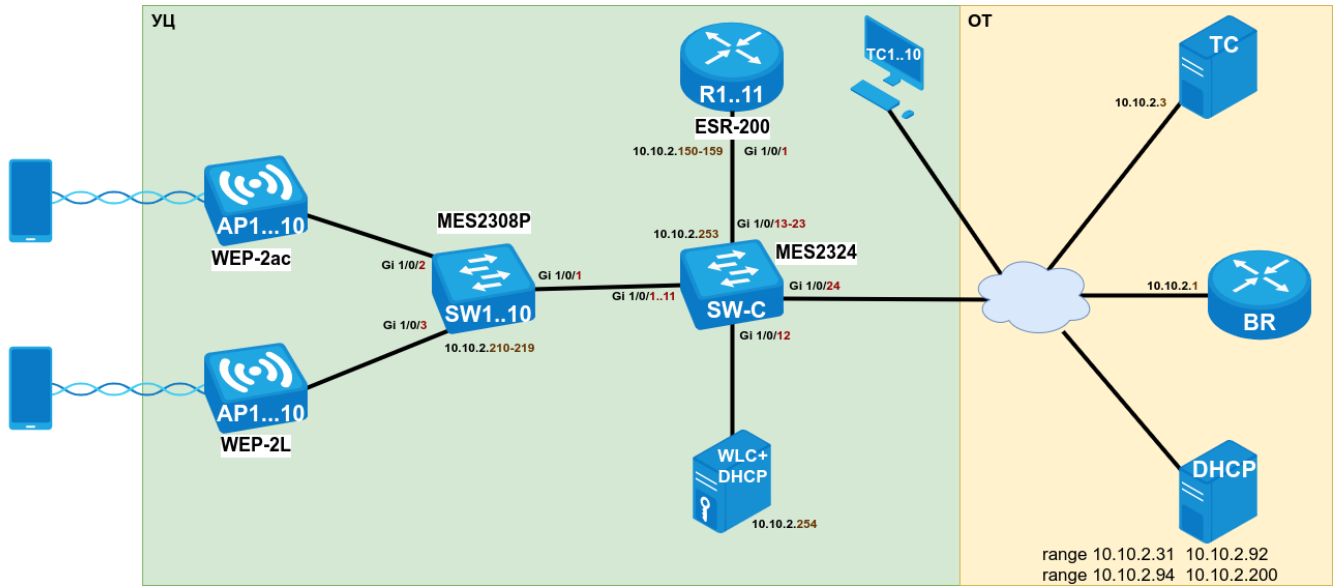 УЦ
ОТ
TC1..10
TC
R1..11
ESR-200
10.10.2.3
10.10.2.150-159
Gi 1/0/1
AP1...10
WEP-2ac
MES2308P
Gi 1/0/13-23
10.10.2.253
MES2324
Gi 1/0/2
Gi 1/0/1
Gi 1/0/1..11
Gi 1/0/24
10.10.2.1
SW1..10
SW-C
BR
Gi 1/0/3
Gi 1/0/12
10.10.2.210-219
AP1...10
WEP-2L
WLC+
DHCP
DHCP
10.10.2.254
range 10.10.2.31 10.10.2.92
range 10.10.2.94 10.10.2.200